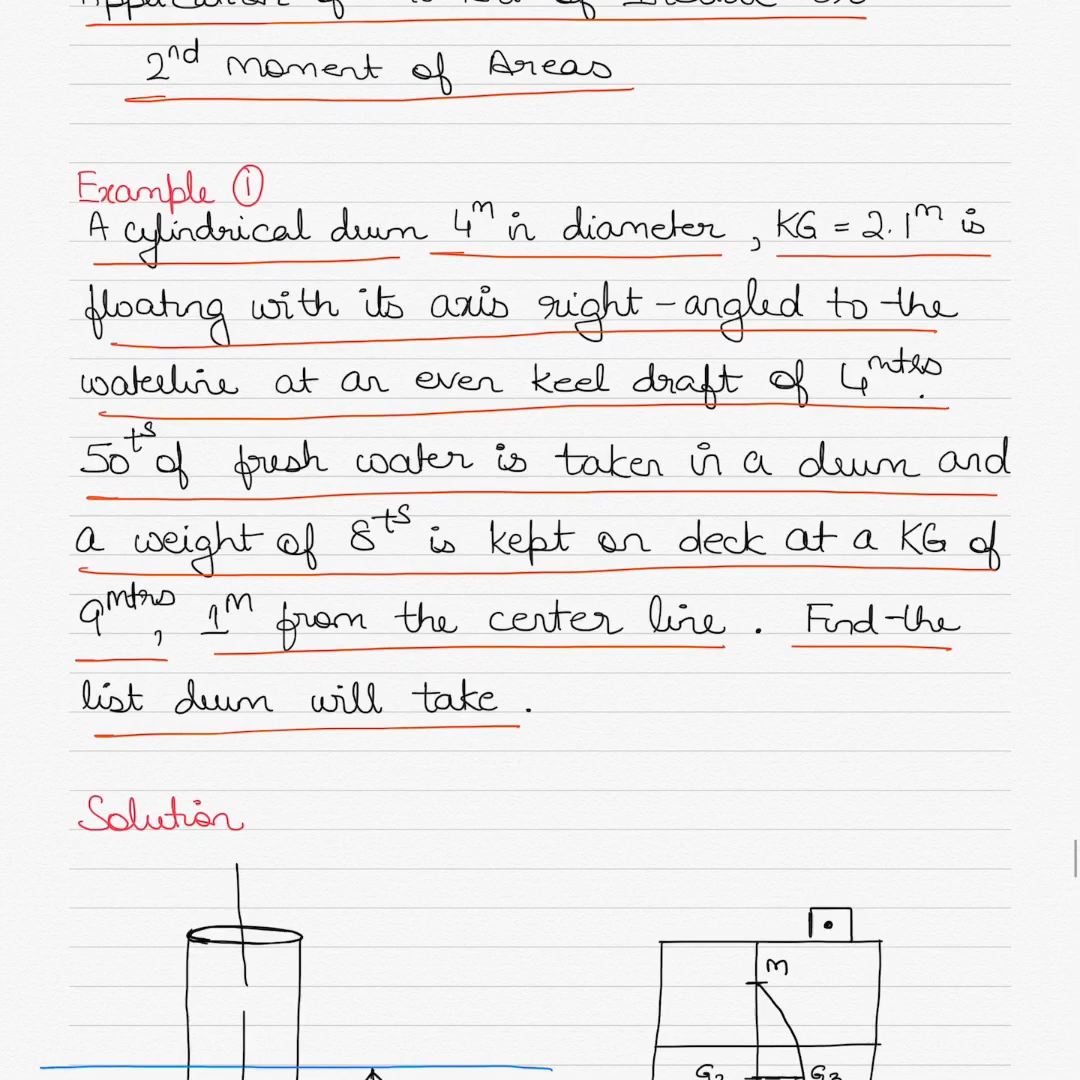 of
2nd moment of Areas
Example ①
A cylindrical drum 4m in diameter, KG = 2.1m is
floating with its axis right-angled to the
waterline at an even keel draft of 4mtrs.
50ts of fresh water is taken in a drum and
a weight of 8ts is kept on deck at a KG of
9mtrs, 1m from the center line. Find the
list drum will take.
Solution
M
G2 G3